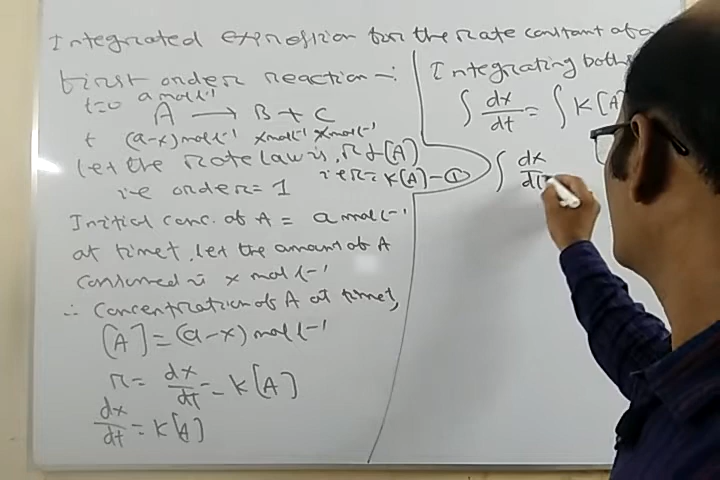 Integrated expression for the rate constant of a
first order reaction -:
t=0 a mol L⁻¹
A → B + C
t (a-x) mol L⁻¹ x mol L⁻¹ x mol L⁻¹
Let the rate law is, r ∝ [A]
i.e r = K[A] - ①
i.e order = 1
Initial conc. of A = a mol L⁻¹
at time t, let the amount of A
consumed is x mol L⁻¹
∴ Concentration of A at time t,
[A] = (a-x) mol L⁻¹
r = dx/dt = K[A]
dx/dt = K[A]
Integrating both
∫ dx/dt = ∫ K[A]
∫ dx/dt